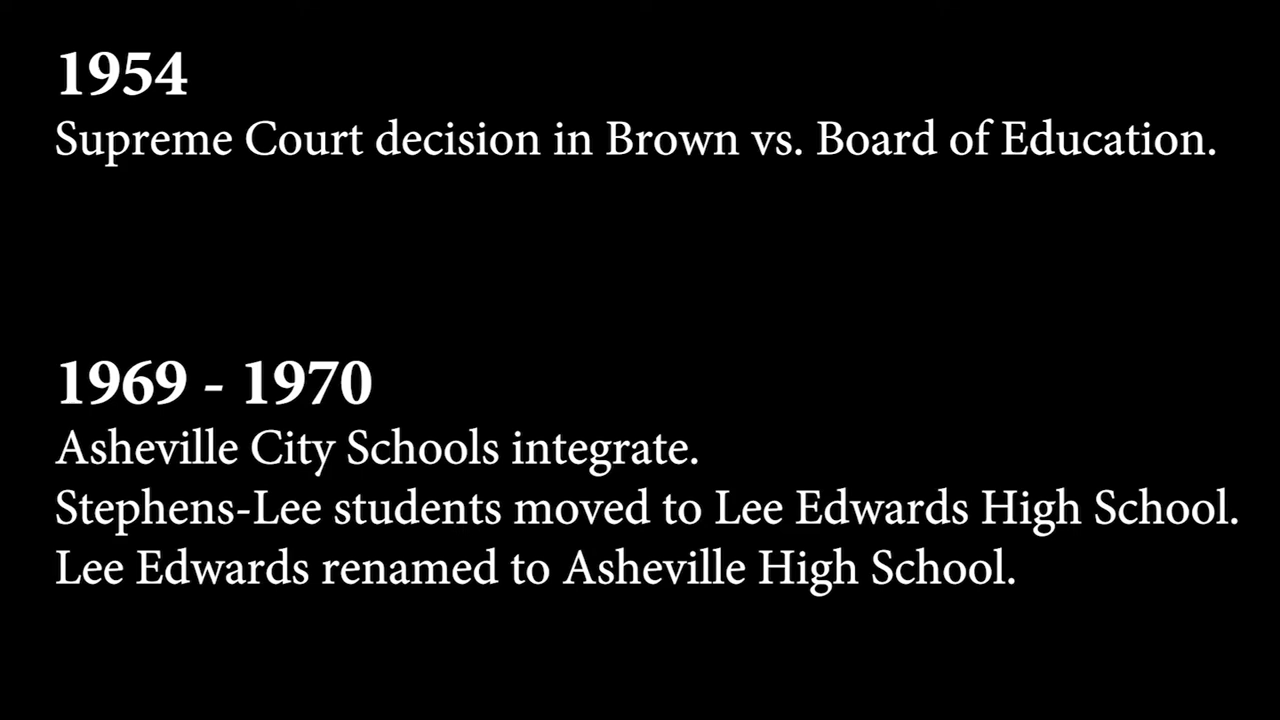 1954
Supreme Court decision in Brown vs. Board of Education.
1969 - 1970
Asheville City Schools integrate.
Stephens-Lee students moved to Lee Edwards High School.
Lee Edwards renamed to Asheville High School.